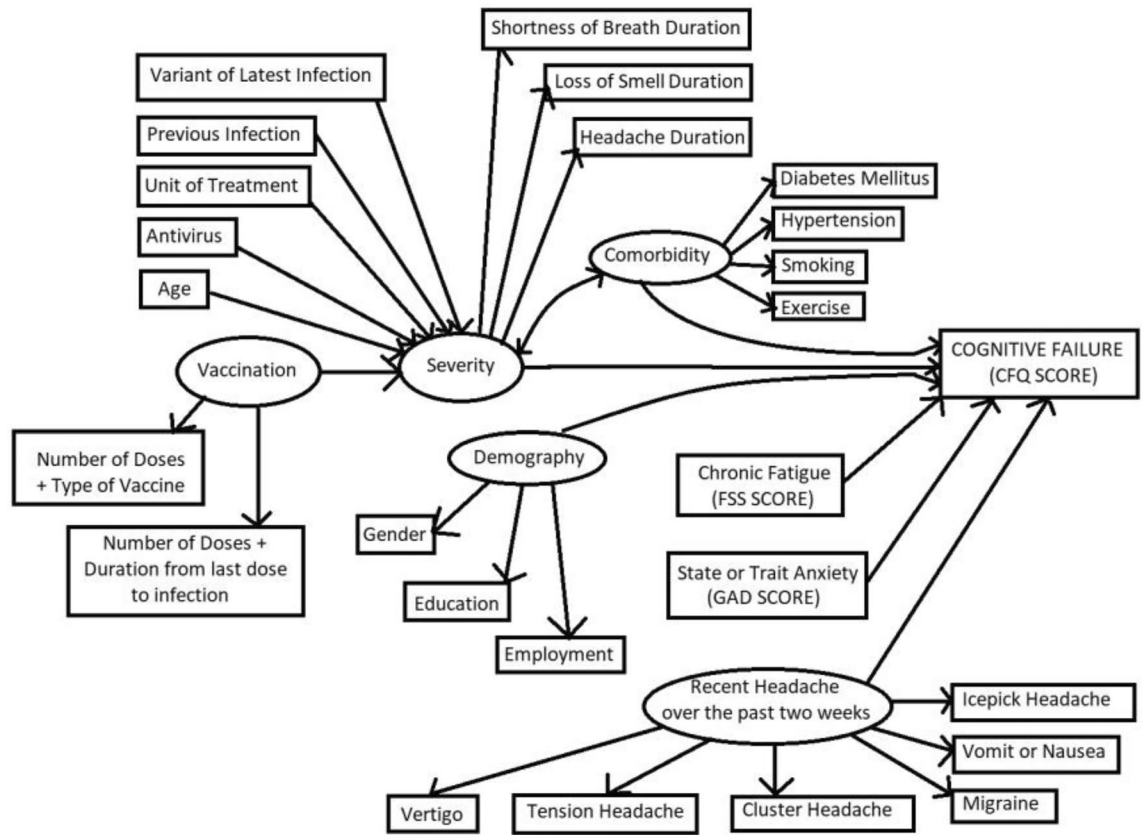 Shortness of Breath Duration
Variant of Latest Infection
Loss of Smell Duration
Previous Infection
Headache Duration
Unit of Treatment
Diabetes Mellitus
Antivirus
Hypertension
Comorbidity
Smoking
Age
Exercise
Vaccination
Severity
COGNITIVE FAILURE
(CFQ SCORE)
Number of Doses
+ Type of Vaccine
Demography
Chronic Fatigue
(FSS SCORE)
Gender
Number of Doses +
Duration from last dose
to infection
Education
State or Trait Anxiety
(GAD SCORE)
Employment
Recent Headache
over the past two weeks
Icepick Headache
Vomit or Nausea
Migraine
Vertigo
Tension Headache
Cluster Headache